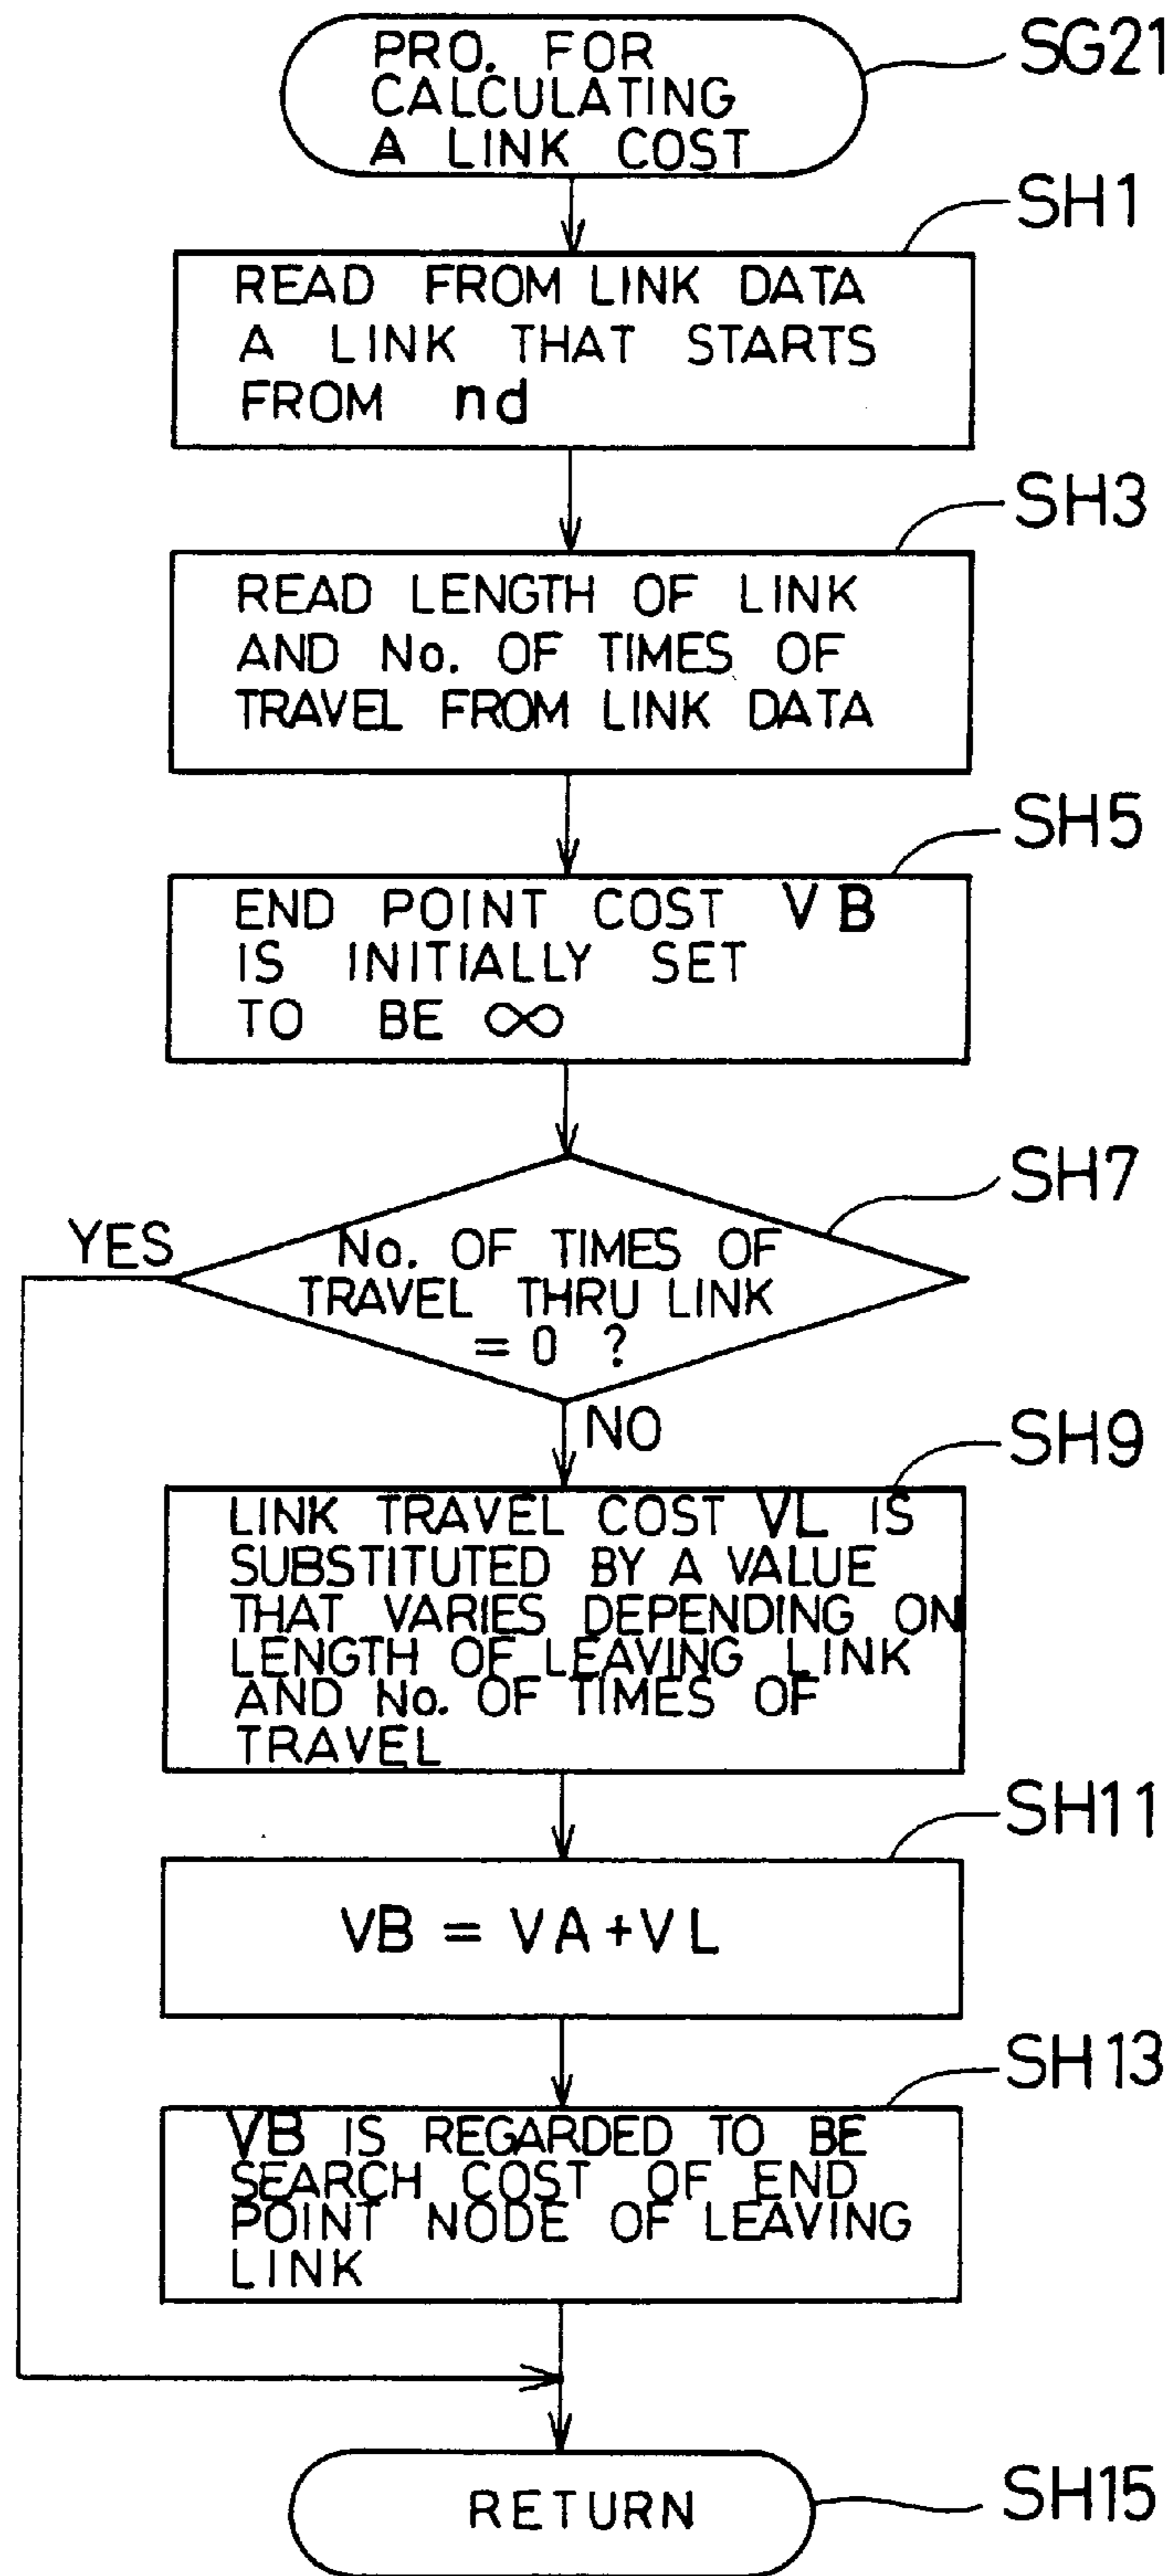 PRO. FOR
CALCULATING
A LINK COST
SG21
SH1
READ FROM LINK DATA
A LINK THAT STARTS
FROM nd
SH3
READ LENGTH OF LINK
AND No. OF TIMES OF
TRAVEL FROM LINK DATA
SH5
END POINT COST VB
IS INITIALLY SET
TO BE ∞
SH7
YES
No. OF TIMES OF
TRAVEL THRU LINK
= 0 ?
NO
SH9
LINK TRAVEL COST VL IS
SUBSTITUTED BY A VALUE
THAT VARIES DEPENDING ON
LENGTH OF LEAVING LINK
AND No. OF TIMES OF
TRAVEL
SH11
VB = VA+VL
SH13
VB IS REGARDED TO BE
SEARCH COST OF END
POINT NODE OF LEAVING
LINK
RETURN
SH15